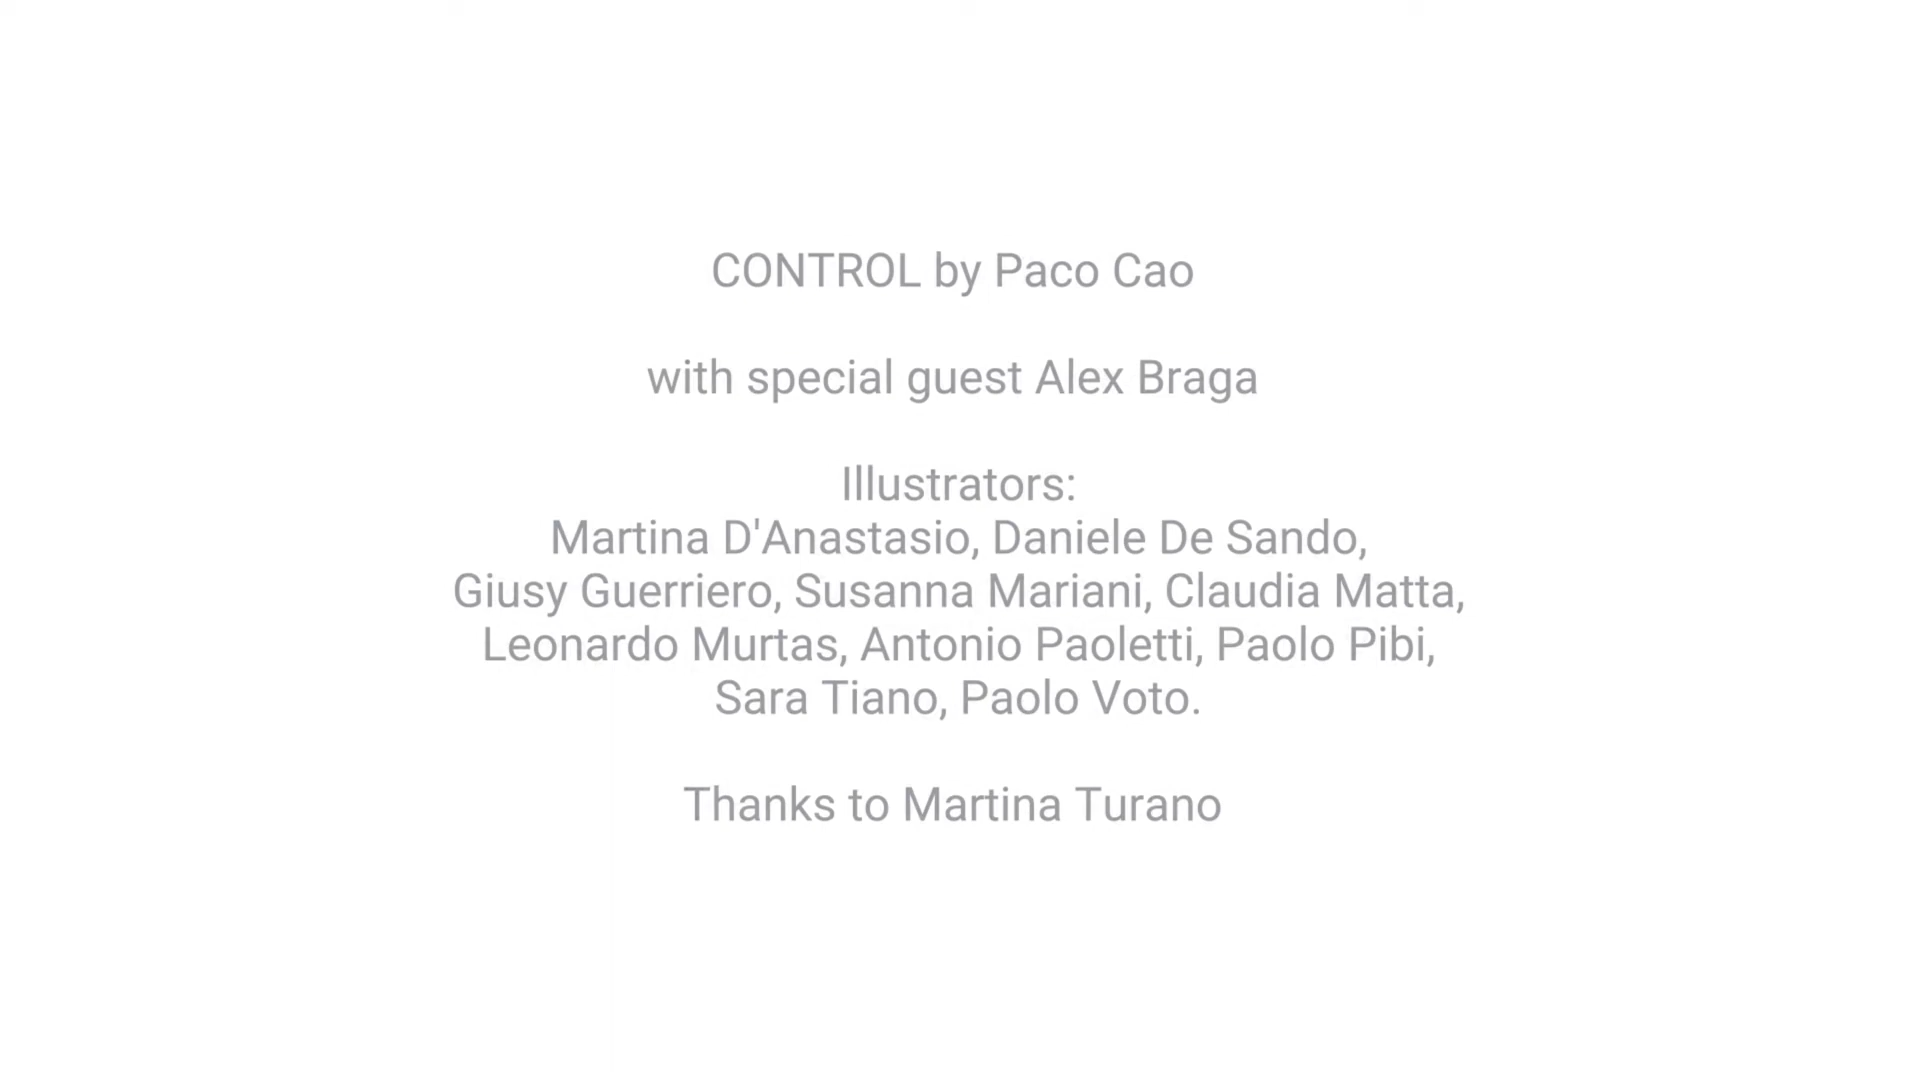 CONTROL by Paco Cao
with special guest Alex Braga
Illustrators:
Martina D'Anastasio, Daniele De Sando,
Giusy Guerriero, Susanna Mariani, Claudia Matta,
Leonardo Murtas, Antonio Paoletti, Paolo Pibi,
Sara Tiano, Paolo Voto.
Thanks to Martina Turano